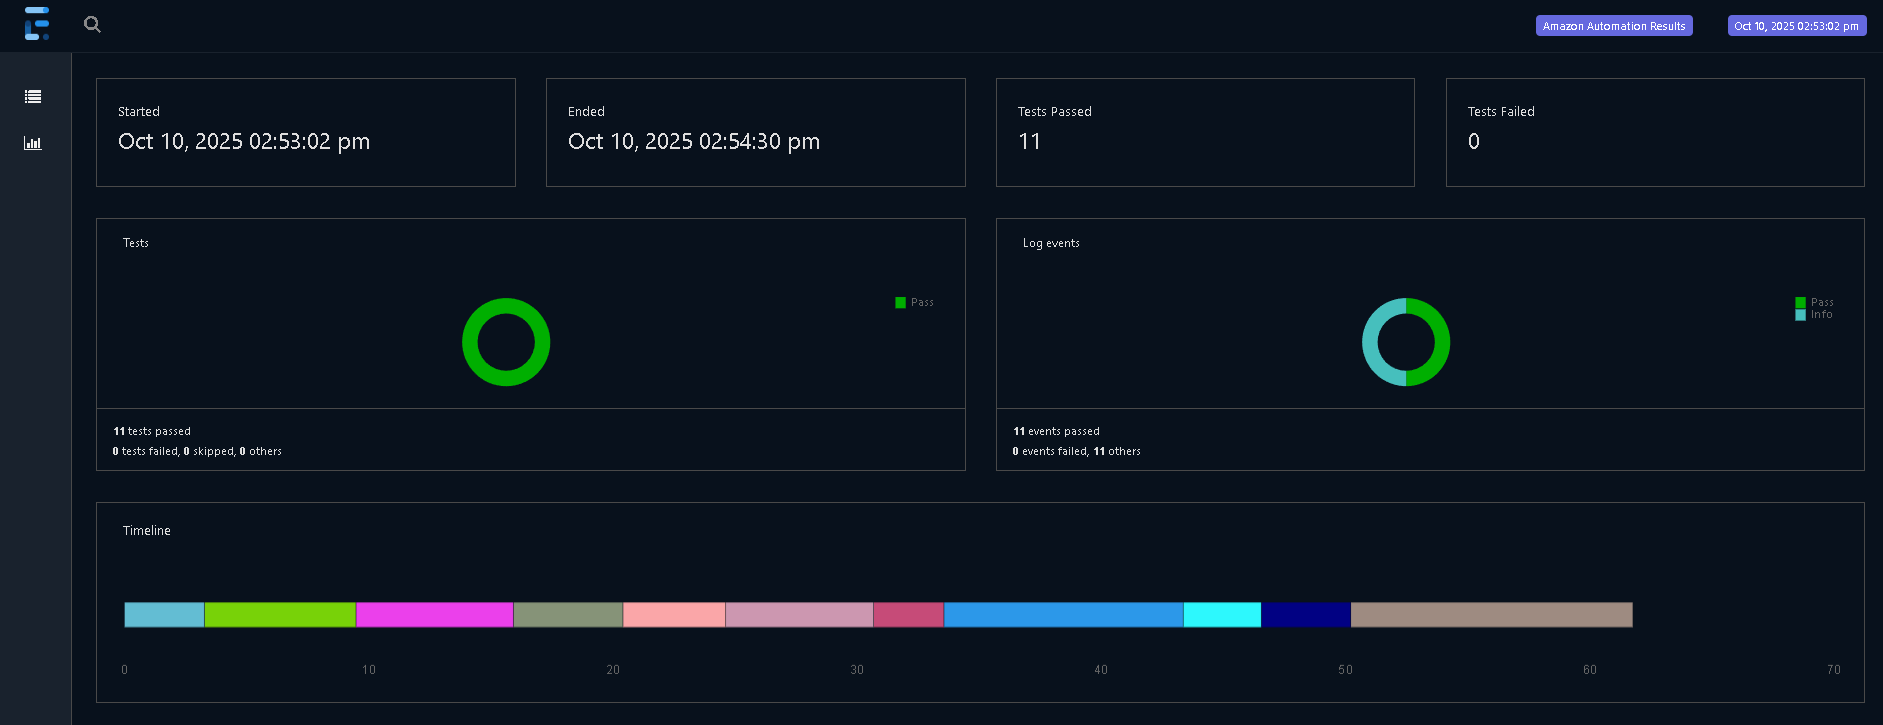 Amazon Automation Results
Oct 10, 2025 02:53:02 pm
Started
Oct 10, 2025 02:53:02 pm
Ended
Oct 10, 2025 02:54:30 pm
Tests Passed
11
Tests Failed
0
Tests
Pass
11 tests passed
0 tests failed, 0 skipped, 0 others
Log events
Pass
Info
11 events passed
0 events failed, 11 others
Timeline
0 10 20 30 40 50 60 70